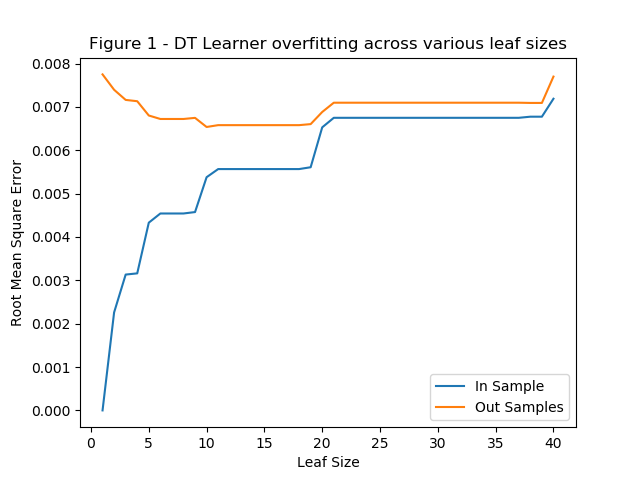 Figure 1 - DT Learner overfitting across various leaf sizes
0.008
0.007
0.006
0.005
0.004
0.003
0.002
0.001
0.000
Root Mean Square Error
In Sample
Out Samples
0 5 10 15 20 25 30 35 40
Leaf Size